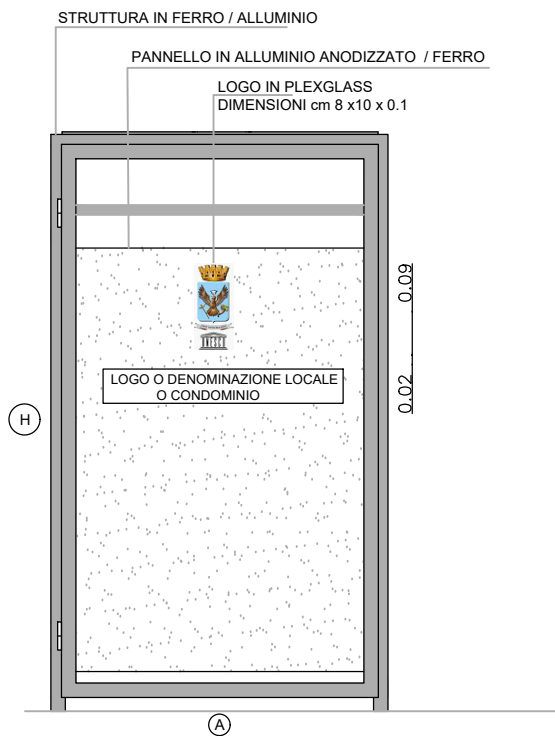 STRUTTURA IN FERRO / ALLUMINIO
PANNELLO IN ALLUMINIO ANODIZZATO / FERRO
LOGO IN PLEXGLASS
DIMENSIONI cm 8 x10 x 0.1
0.09
UNESCO
LOGO O DENOMINAZIONE LOCALE
O CONDOMINIO
0.02
H
A